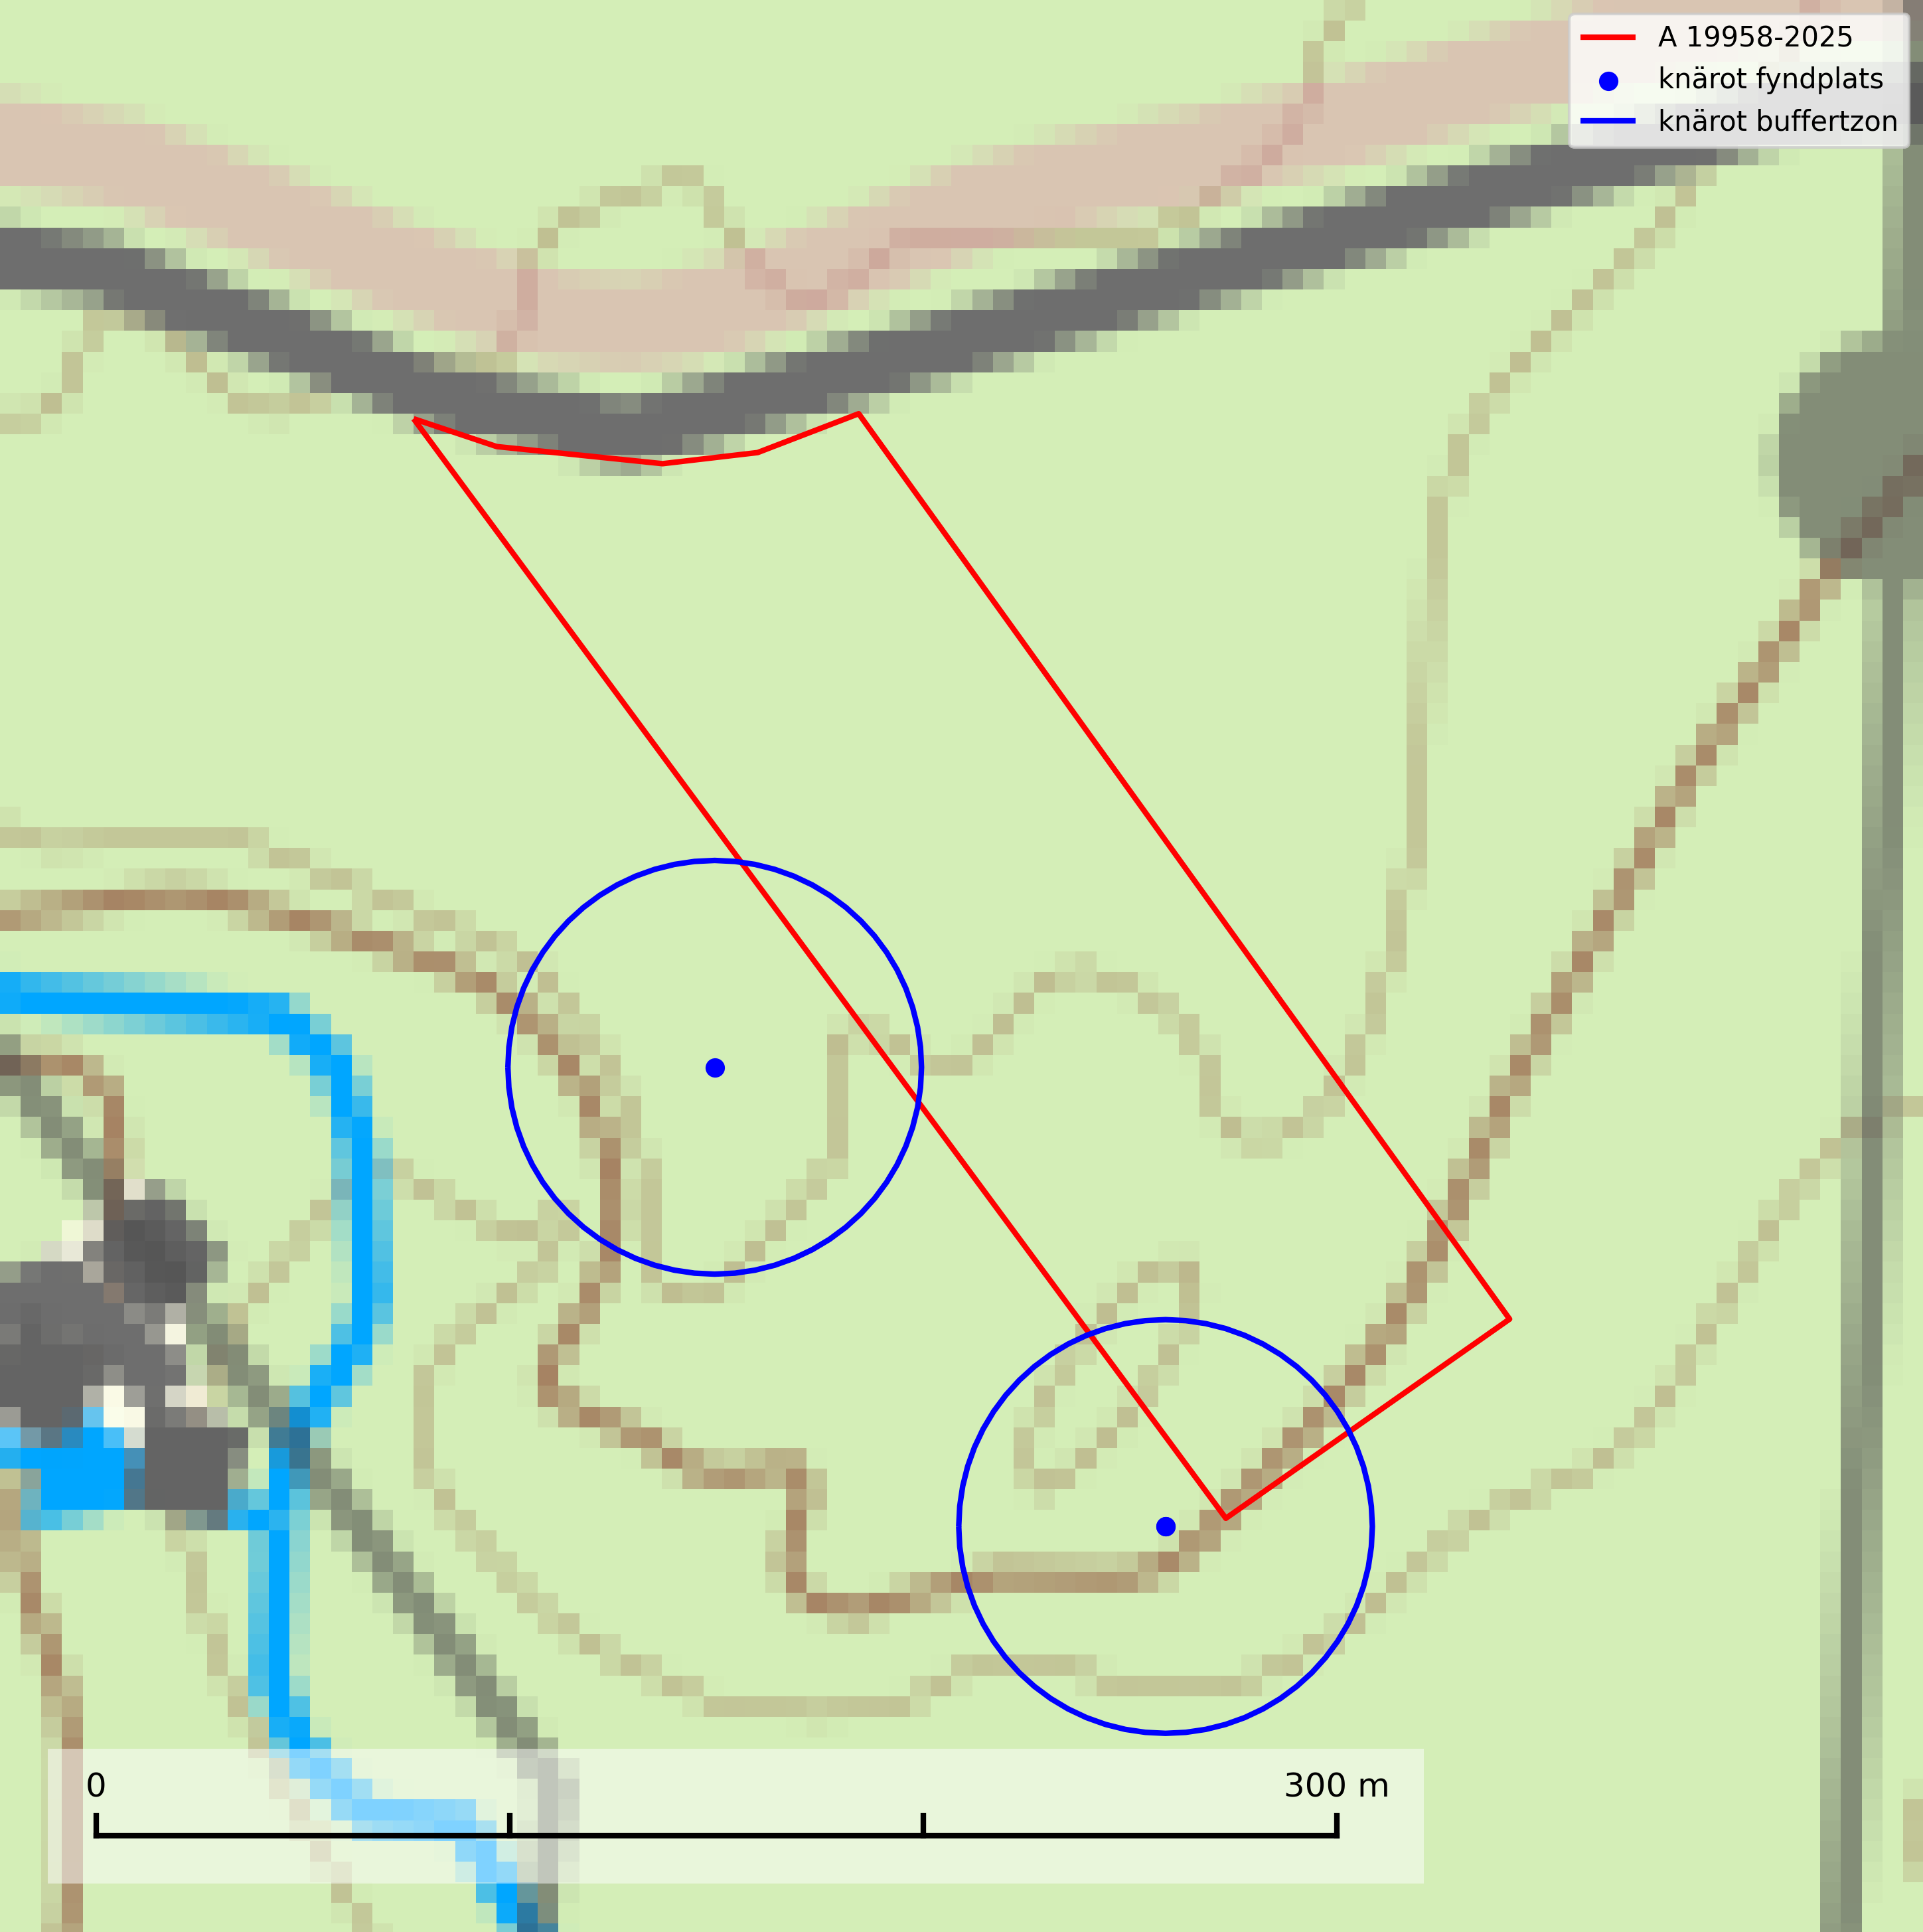 A 19958-2025
knärot fyndplats
knärot buffertzon
0 300 m